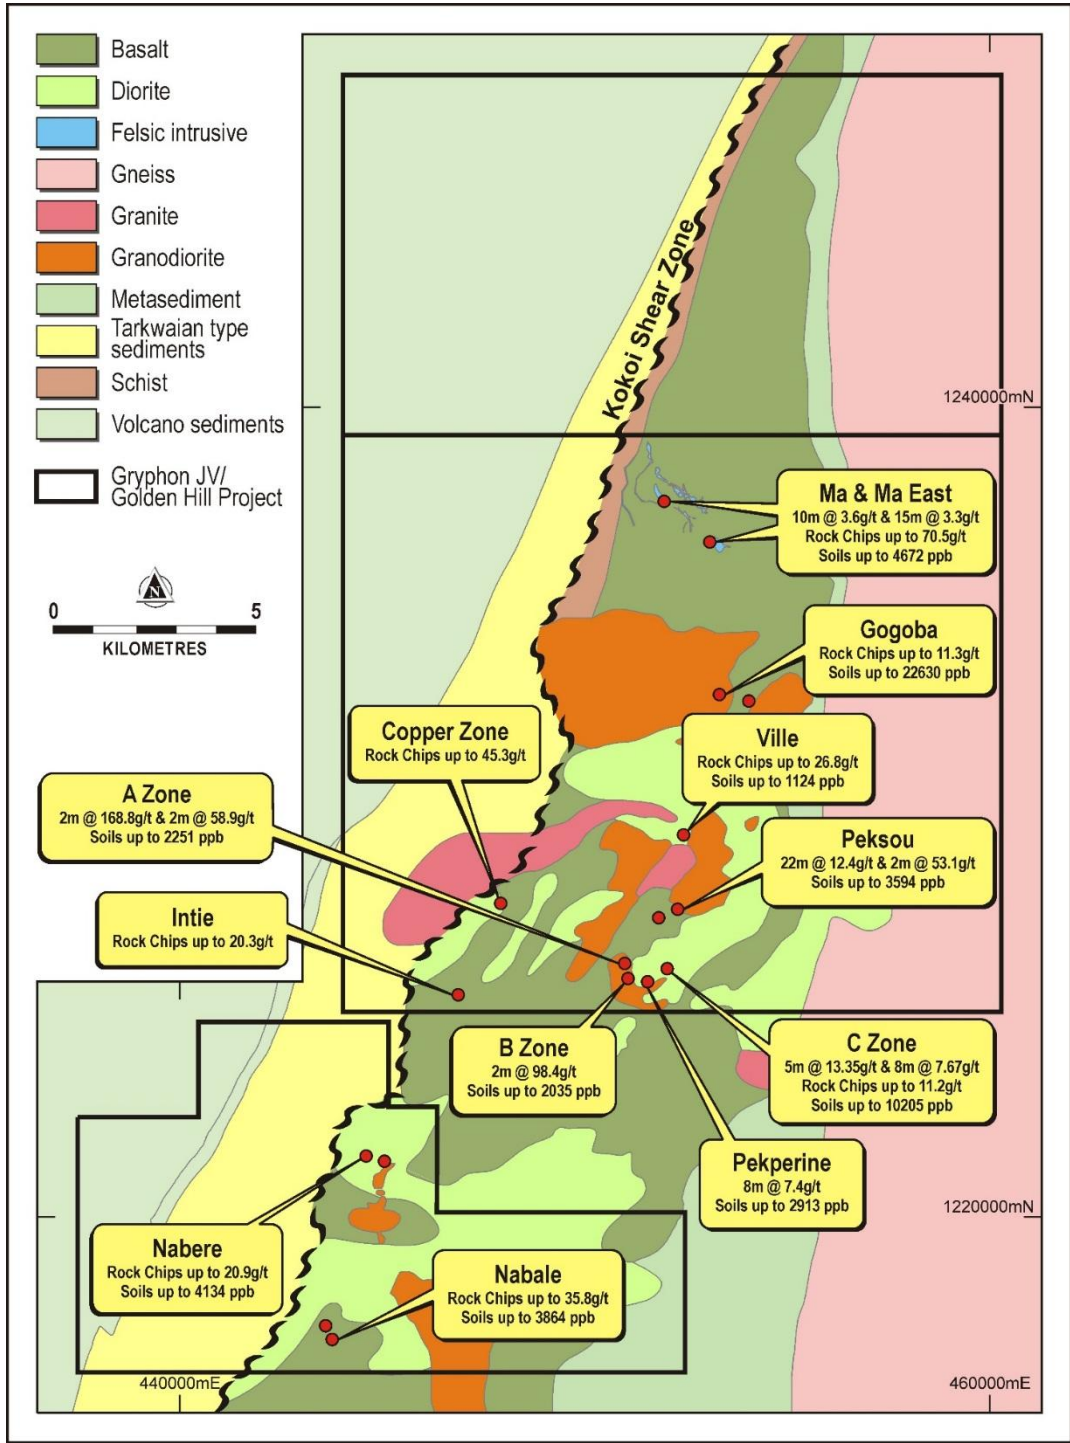 Basalt
Diorite
Felsic intrusive
Gneiss
Granite
Granodiorite
Metasediment
Tarkwaian type
sediments
Schist
Volcano sediments
Gryphon JV/
Golden Hill Project
N
0 5
KILOMETRES
Kokoi Shear Zone
1240000mN
Ma & Ma East
10m @ 3.6g/t & 15m @ 3.3g/t
Rock Chips up to 70.5g/t
Soils up to 4672 ppb
Gogoba
Rock Chips up to 11.3g/t
Soils up to 22630 ppb
Copper Zone
Rock Chips up to 45.3g/t
Ville
Rock Chips up to 26.8g/t
Soils up to 1124 ppb
A Zone
2m @ 168.8g/t & 2m @ 58.9g/t
Soils up to 2251 ppb
Peksou
22m @ 12.4g/t & 2m @ 53.1g/t
Soils up to 3594 ppb
Intie
Rock Chips up to 20.3g/t
B Zone
2m @ 98.4g/t
Soils up to 2035 ppb
C Zone
5m @ 13.35g/t & 8m @ 7.67g/t
Rock Chips up to 11.2g/t
Soils up to 10205 ppb
Pekperine
8m @ 7.4g/t
Soils up to 2913 ppb
1220000mN
Nabere
Rock Chips up to 20.9g/t
Soils up to 4134 ppb
Nabale
Rock Chips up to 35.8g/t
Soils up to 3864 ppb
440000mE
460000mE